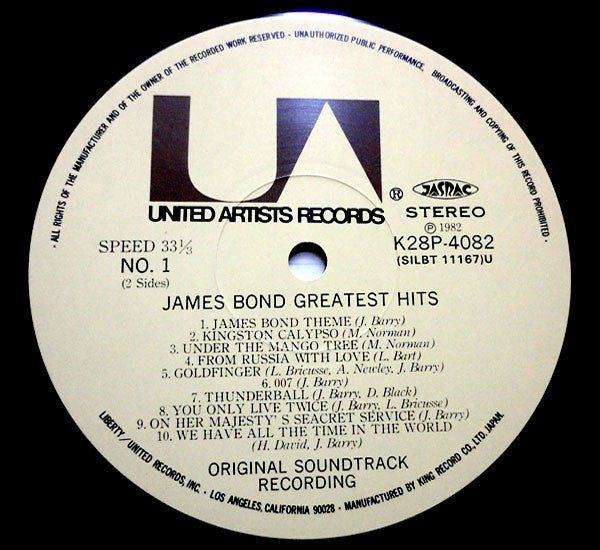 · ALL RIGHTS OF THE MANUFACTURER AND OF THE OWNER OF THE RECORDED WORK RESERVED · UNAUTHORIZED PUBLIC PERFORMANCE, BROADCASTING AND COPYING OF THIS RECORD PROHIBITED ·
UA
UNITED ARTISTS RECORDS ®
JASRAC
STEREO
℗ 1982
K28P-4082
(SILBT 11167)U
SPEED 33 1/3
NO. 1
(2 Sides)
JAMES BOND GREATEST HITS
1. JAMES BOND THEME (J. Barry)
2. KINGSTON CALYPSO (M. Norman)
3. UNDER THE MANGO TREE (M. Norman)
4. FROM RUSSIA WITH LOVE (L. Bart)
5. GOLDFINGER (L. Bricusse, A. Newley, J. Barry)
6. 007 (J. Barry)
7. THUNDERBALL (J. Barry, D. Black)
8. YOU ONLY LIVE TWICE (J. Barry, L. Bricusse)
9. ON HER MAJESTY' S SEACRET SERVICE (J. Barry)
10. WE HAVE ALL THE TIME IN THE WORLD
(H. David, J. Barry)
ORIGINAL SOUNDTRACK
RECORDING
LIBERTY/UNITED RECORDS, INC. · LOS ANGELES, CALIFORNIA 90028 · MANUFACTURED BY KING RECORD CO., LTD, JAPAN.